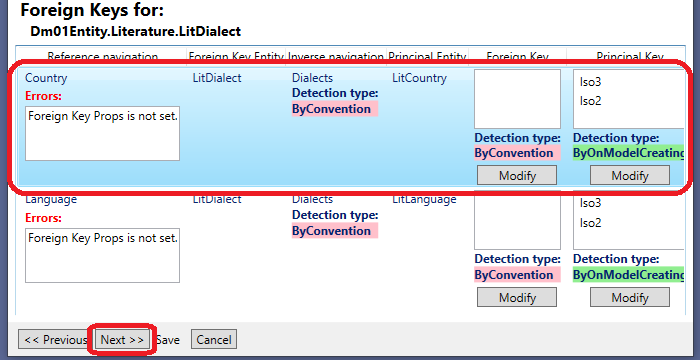 Foreign Keys for:
Dm01Entity.Literature.LitDialect
Reference navigation Foreign Key Entity Inverse navigation Principal Entity Foreign Key Principal Key
Country LitDialect Dialects LitCountry Iso3
Errors: Detection type: Iso2
Foreign Key Props is not set. ByConvention
Detection type: Detection type:
ByConvention ByOnModelCreating
Modify Modify
Language LitDialect Dialects LitLanguage Iso3
Errors: Detection type: Iso2
Foreign Key Props is not set. ByConvention
Detection type: Detection type:
ByConvention ByOnModelCreating
Modify Modify
<< Previous Next >> Save Cancel